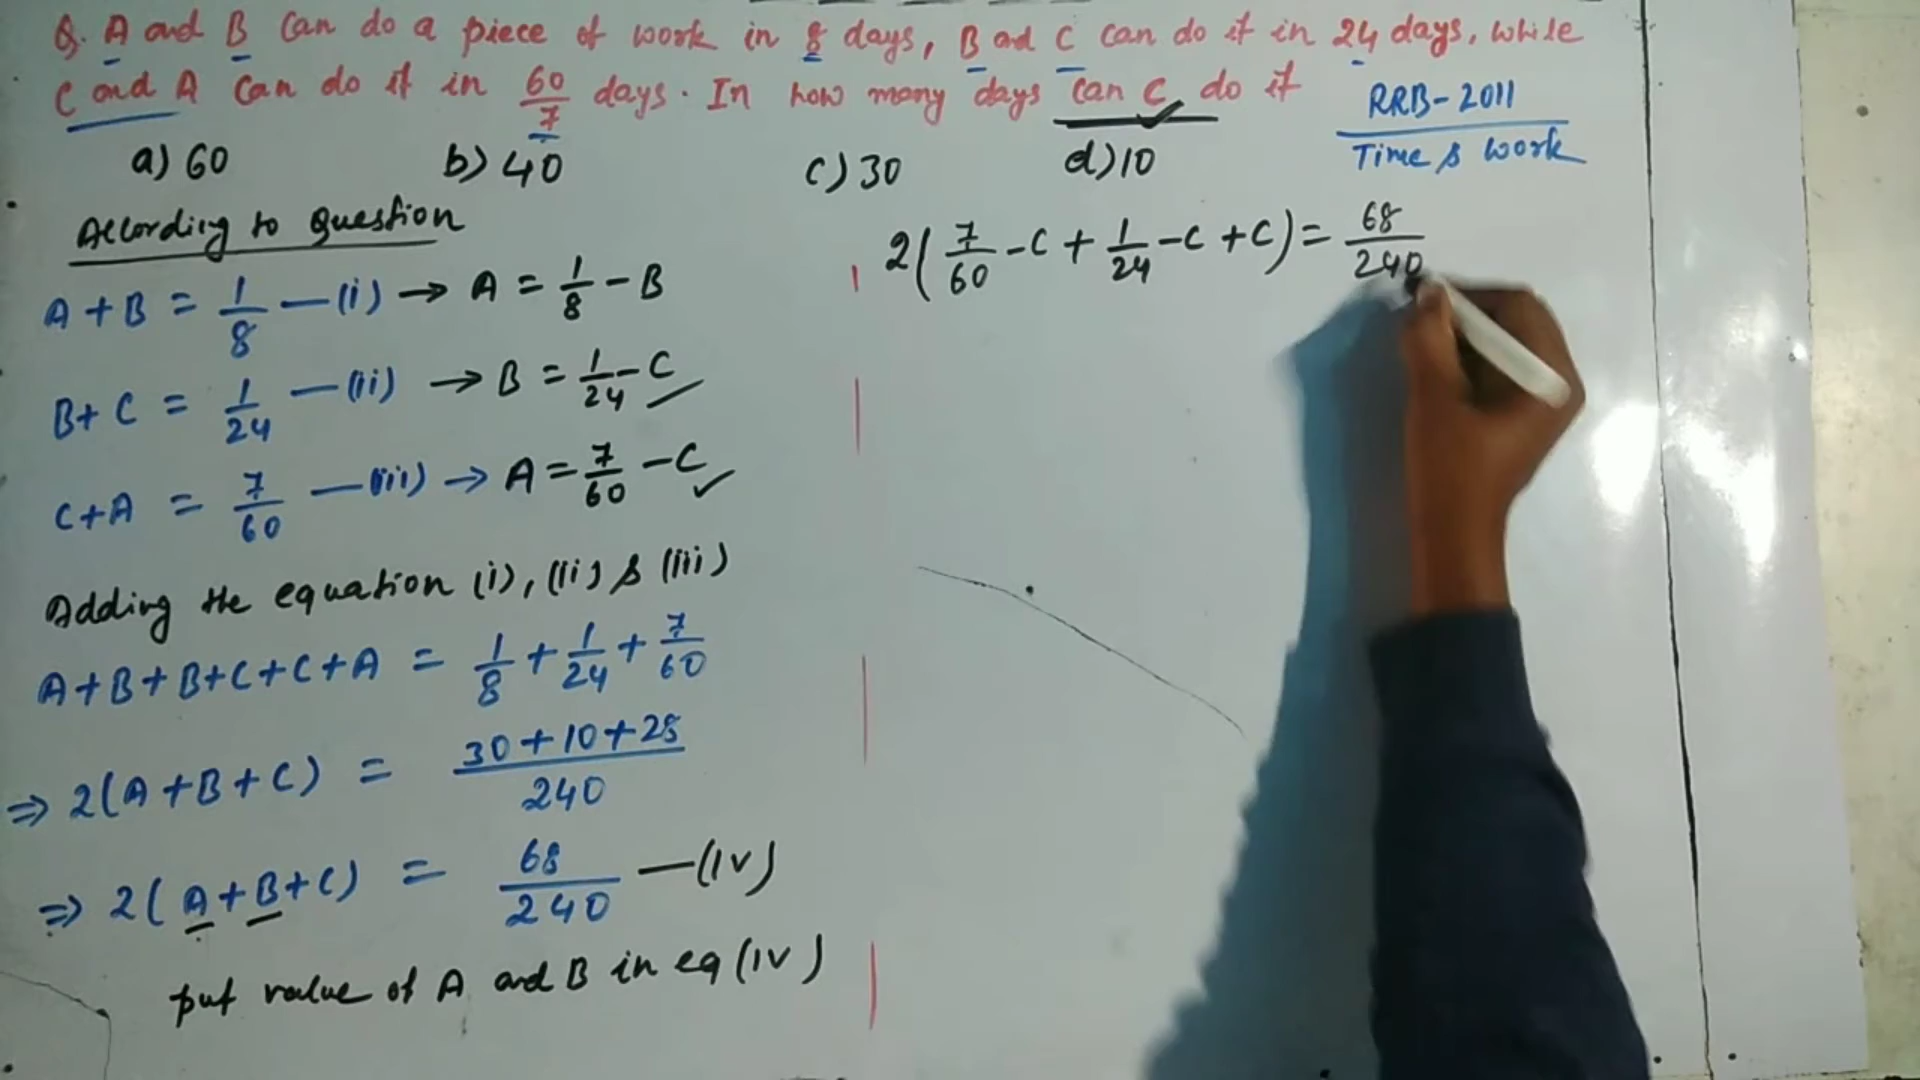 Q. A and B can do a piece of work in 8 days, B and C can do it in 24 days, while
C and A can do it in 60/7 days. In how many days can C do it
RRB-2011
Time & work
a) 60 b) 40 c) 30 d) 10
According to Question
A + B = 1/8 — (i) → A = 1/8 - B
B + C = 1/24 — (ii) → B = 1/24 - C
C + A = 7/60 — (iii) → A = 7/60 - C
Adding the equation (i), (ii) & (iii)
A + B + B + C + C + A = 1/8 + 1/24 + 7/60
⇒ 2(A + B + C) = 30 + 10 + 28 / 240
⇒ 2(A + B + C) = 68/240 — (iv)
put value of A and B in eq (iv)
2(7/60 - C + 1/24 - C + C) = 68/240